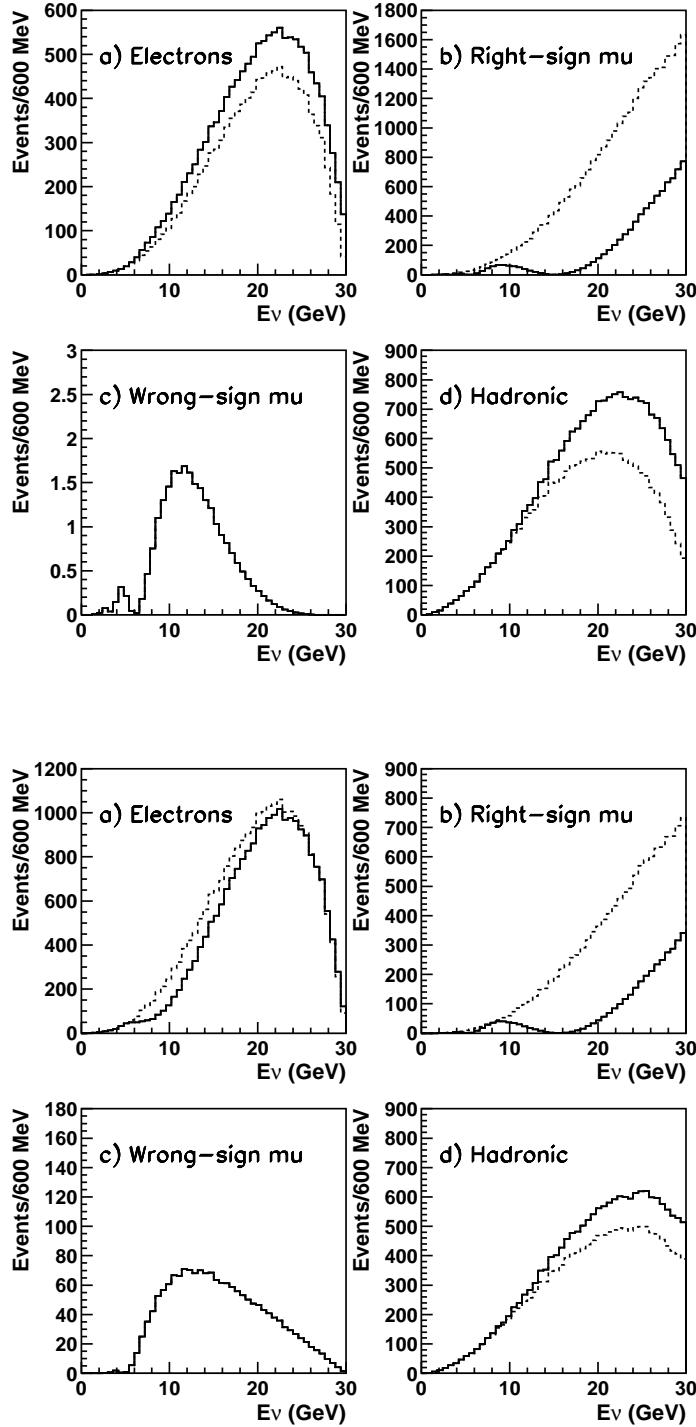 Events/600 MeV
600
500
400
300
200
100
0
a) Electrons
0 10 20 30
Eν (GeV)
Events/600 MeV
1800
1600
1400
1200
1000
800
600
400
200
0
b) Right-sign mu
0 10 20 30
Eν (GeV)
Events/600 MeV
3
2.5
2
1.5
1
0.5
0
c) Wrong-sign mu
0 10 20 30
Eν (GeV)
Events/600 MeV
900
800
700
600
500
400
300
200
100
0
d) Hadronic
0 10 20 30
Eν (GeV)
Events/600 MeV
1200
1000
800
600
400
200
0
a) Electrons
0 10 20 30
Eν (GeV)
Events/600 MeV
900
800
700
600
500
400
300
200
100
0
b) Right-sign mu
0 10 20 30
Eν (GeV)
Events/600 MeV
180
160
140
120
100
80
60
40
20
0
c) Wrong-sign mu
0 10 20 30
Eν (GeV)
Events/600 MeV
900
800
700
600
500
400
300
200
100
0
d) Hadronic
0 10 20 30
Eν (GeV)